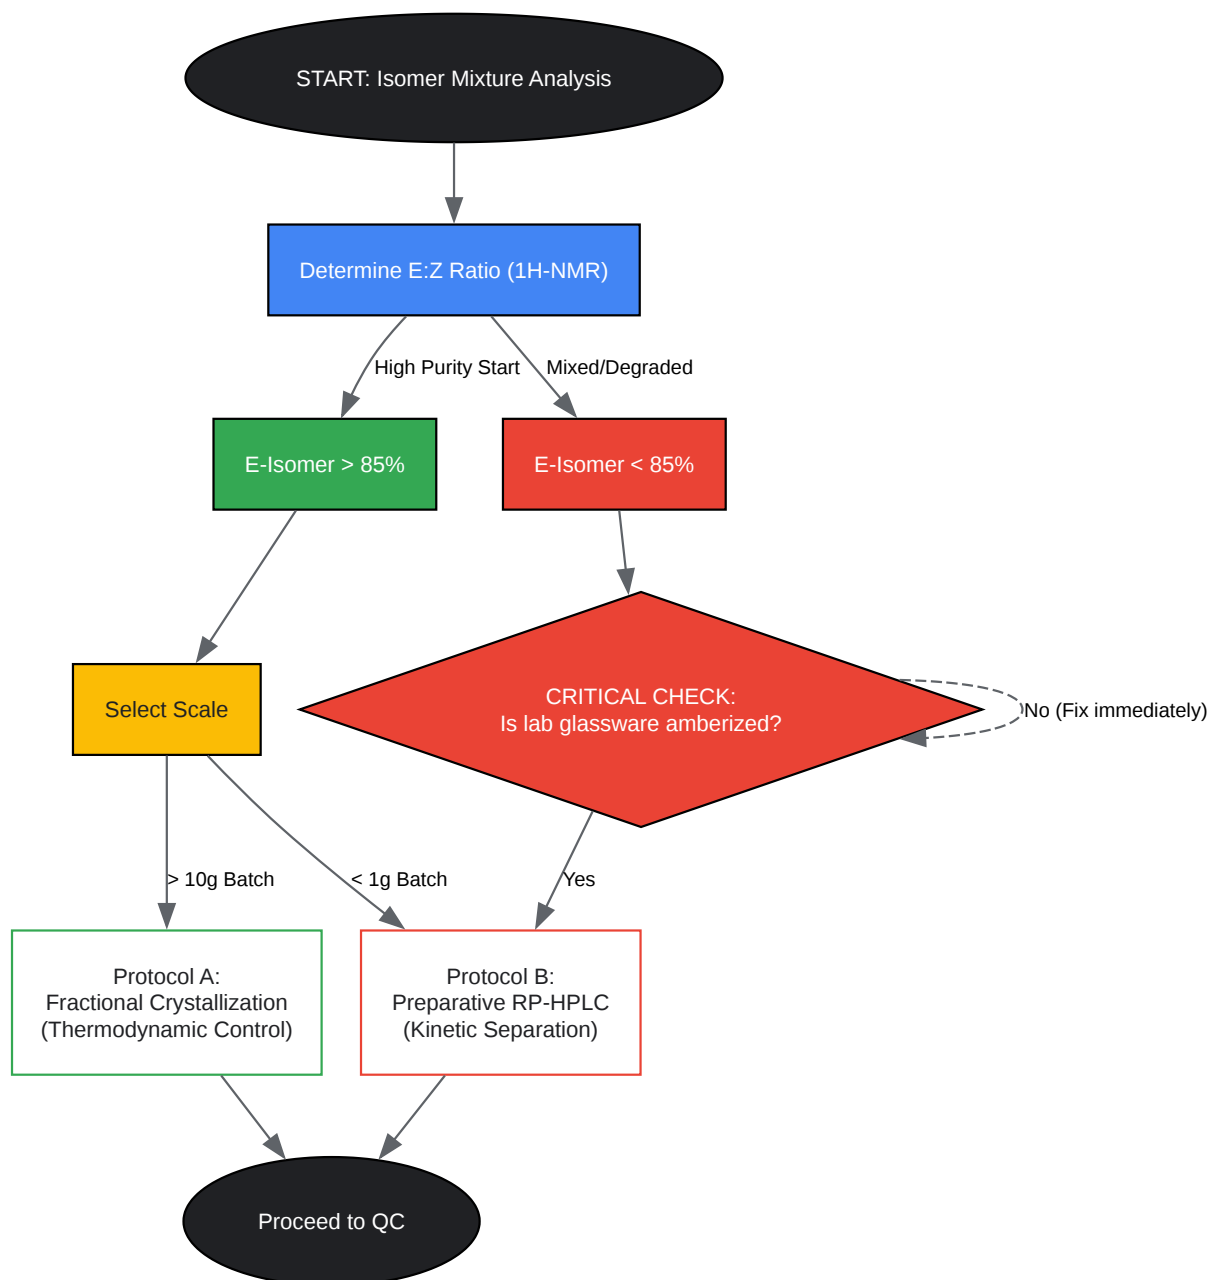 START: Isomer Mixture Analysis
Determine E:Z Ratio (1H-NMR)
High Purity Start
Mixed/Degraded
E-Isomer > 85%
E-Isomer < 85%
Select Scale
CRITICAL CHECK:
Is lab glassware amberized?
No (Fix immediately)
> 10g Batch
< 1g Batch
Yes
Protocol A:
Fractional Crystallization
(Thermodynamic Control)
Protocol B:
Preparative RP-HPLC
(Kinetic Separation)
Proceed to QC